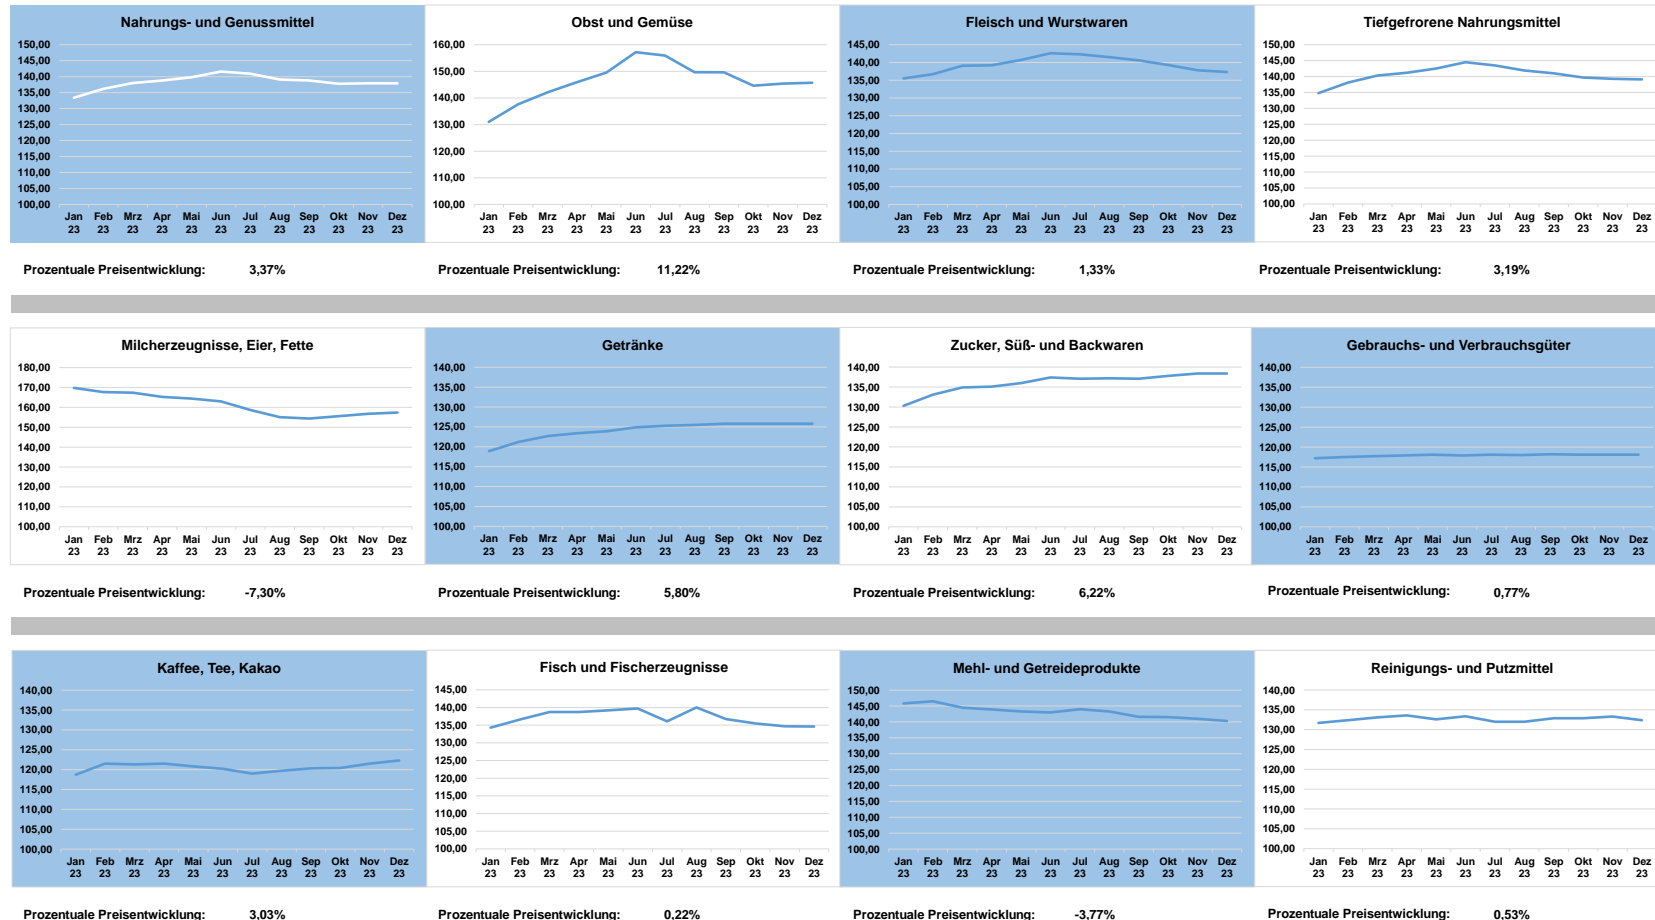 Nahrungs- und Genussmittel
150,00
145,00
140,00
135,00
130,00
125,00
120,00
115,00
110,00
105,00
100,00
Jan Feb Mrz Apr Mai Jun Jul Aug Sep Okt Nov Dez
23 23 23 23 23 23 23 23 23 23 23 23
Prozentuale Preisentwicklung: 3,37%
Obst und Gemüse
160,00
150,00
140,00
130,00
120,00
110,00
100,00
Jan Feb Mrz Apr Mai Jun Jul Aug Sep Okt Nov Dez
23 23 23 23 23 23 23 23 23 23 23 23
Prozentuale Preisentwicklung: 11,22%
Fleisch und Wurstwaren
145,00
140,00
135,00
130,00
125,00
120,00
115,00
110,00
105,00
100,00
Jan Feb Mrz Apr Mai Jun Jul Aug Sep Okt Nov Dez
23 23 23 23 23 23 23 23 23 23 23 23
Prozentuale Preisentwicklung: 1,33%
Tiefgefrorene Nahrungsmittel
150,00
145,00
140,00
135,00
130,00
125,00
120,00
115,00
110,00
105,00
100,00
Jan Feb Mrz Apr Mai Jun Jul Aug Sep Okt Nov Dez
23 23 23 23 23 23 23 23 23 23 23 23
Prozentuale Preisentwicklung: 3,19%
Milcherzeugnisse, Eier, Fette
180,00
170,00
160,00
150,00
140,00
130,00
120,00
110,00
100,00
Jan Feb Mrz Apr Mai Jun Jul Aug Sep Okt Nov Dez
23 23 23 23 23 23 23 23 23 23 23 23
Prozentuale Preisentwicklung: -7,30%
Getränke
140,00
135,00
130,00
125,00
120,00
115,00
110,00
105,00
100,00
Jan Feb Mrz Apr Mai Jun Jul Aug Sep Okt Nov Dez
23 23 23 23 23 23 23 23 23 23 23 23
Prozentuale Preisentwicklung: 5,80%
Zucker, Süß- und Backwaren
140,00
135,00
130,00
120,00
120,00
115,00
110,00
105,00
100,00
Jan Feb Mrz Apr Mai Jun Jul Aug Sep Okt Nov Dez
23 23 23 23 23 23 23 23 23 23 23 23
Prozentuale Preisentwicklung: 6,22%
Gebrauchs- und Verbrauchsgüter
140,00
135,00
130,00
125,00
120,00
115,00
110,00
105,00
100,00
Jan Feb Mrz Apr Mai Jun Jul Aug Sep Okt Nov Dez
23 23 23 23 23 23 23 23 23 23 23 23
Prozentuale Preisentwicklung: 0,77%
Kaffee, Tee, Kakao
140,00
135,00
130,00
125,00
120,00
115,00
110,00
105,00
100,00
Jan Feb Mrz Apr Mai Jun Jul Aug Sep Okt Nov Dez
23 23 23 23 23 23 23 23 23 23 23 23
Prozentuale Preisentwicklung: 3,03%
Fisch und Fischerzeugnisse
145,00
140,00
135,00
130,00
125,00
120,00
115,00
110,00
105,00
100,00
Jan Feb Mrz Apr Mai Jun Jul Aug Sep Okt Nov Dez
23 23 23 23 23 23 23 23 23 23 23 23
Prozentuale Preisentwicklung: 0,22%
Mehl- und Getreideprodukte
150,00
145,00
140,00
135,00
130,00
125,00
120,00
115,00
110,00
105,00
100,00
Jan Feb Mrz Apr Mai Jun Jul Aug Sep Okt Nov Dez
23 23 23 23 23 23 23 23 23 23 23 23
Prozentuale Preisentwicklung: -3,77%
Reinigungs- und Putzmittel
140,00
135,00
130,00
125,00
120,00
115,00
110,00
105,00
100,00
Jan Feb Mrz Apr Mai Jun Jul Aug Sep Okt Nov Dez
23 23 23 23 23 23 23 23 23 23 23 23
Prozentuale Preisentwicklung: 0,53%